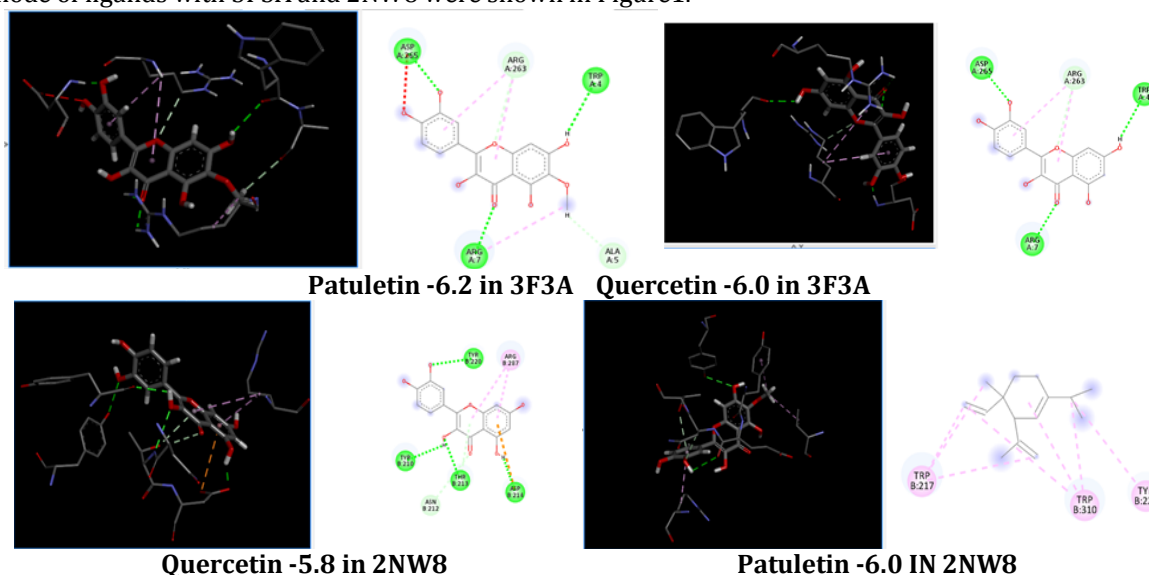 ASP
A:265
ARG
A:263
TRP
A:4
ARG
A:7
ALA
A:5
H
H
ASP
A:265
ARG
A:263
ARG
A:7
H
Patuletin -6.2 in 3F3A Quercetin -6.0 in 3F3A
TYR
B:220
ARG
TYR
B:210
THR
B:213
ASN
B:212
ASP
B:214
TRP
B:217
TRP
B:310
Quercetin -5.8 in 2NW8 Patuletin -6.0 IN 2NW8